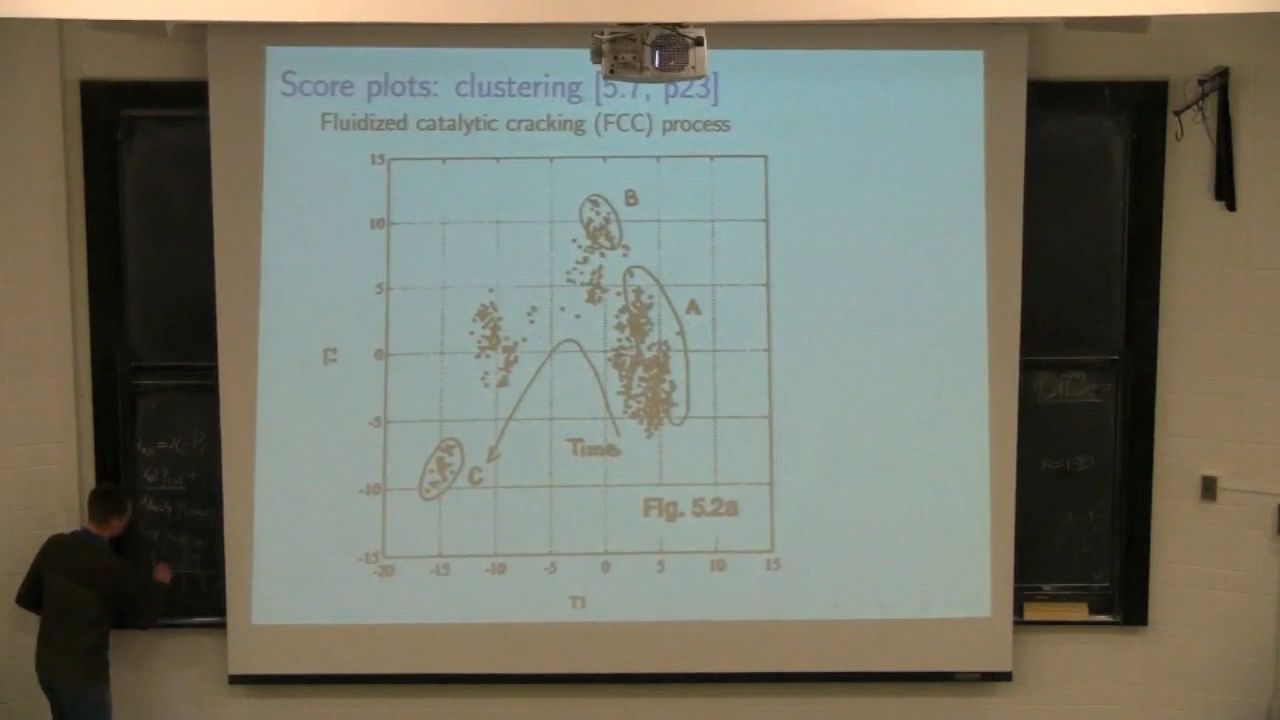 Score plots: clustering [5.7, p23]
Fluidized catalytic cracking (FCC) process
15
B
10
5
A
T2
0
-5
Time
C
-10
Fig. 5.2a
-15
-20 -15 -10 -5 0 5 10 15
T1